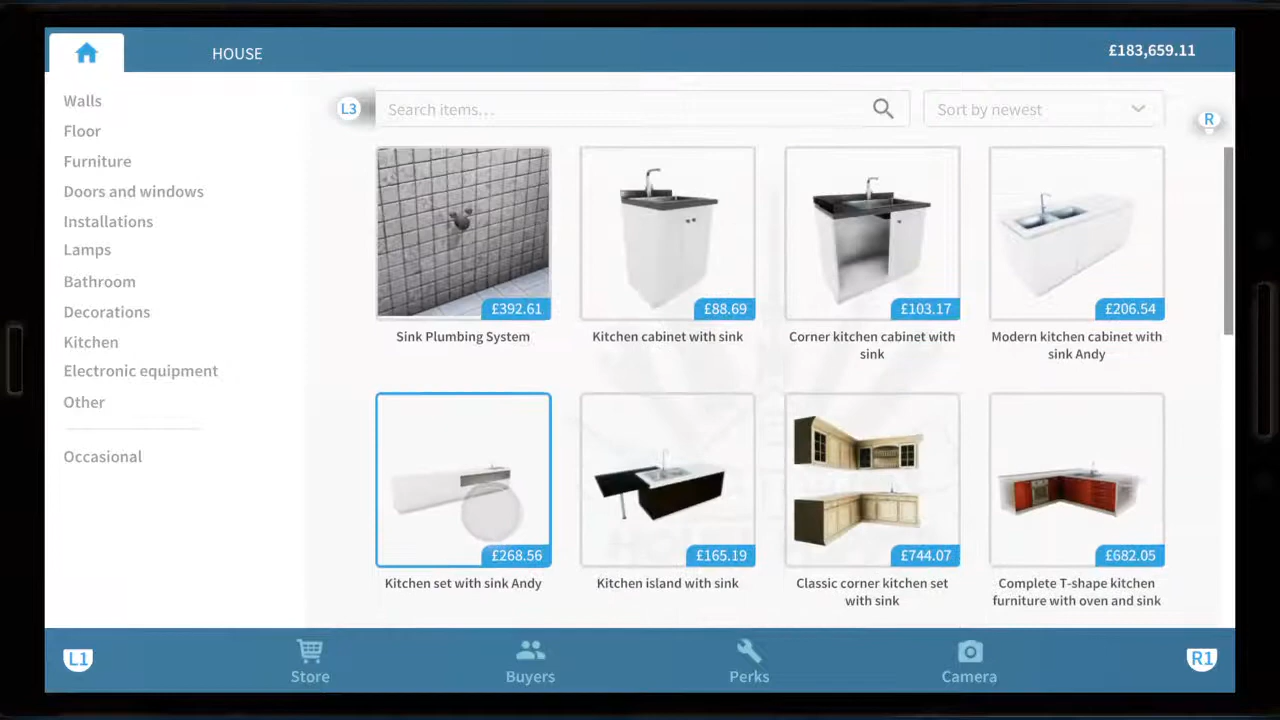 HOUSE
£183,659.11
Walls
Floor
Furniture
Doors and windows
Installations
Lamps
Bathroom
Decorations
Kitchen
Electronic equipment
Other
Occasional
L3
Search items...
Sort by newest
R
£392.61
£88.69
£103.17
£206.54
Sink Plumbing System
Kitchen cabinet with sink
Corner kitchen cabinet with
sink
Modern kitchen cabinet with
sink Andy
£268.56
£165.19
£744.07
£682.05
Kitchen set with sink Andy
Kitchen island with sink
Classic corner kitchen set
with sink
Complete T-shape kitchen
furniture with oven and sink
L1
Store
Buyers
Perks
Camera
R1